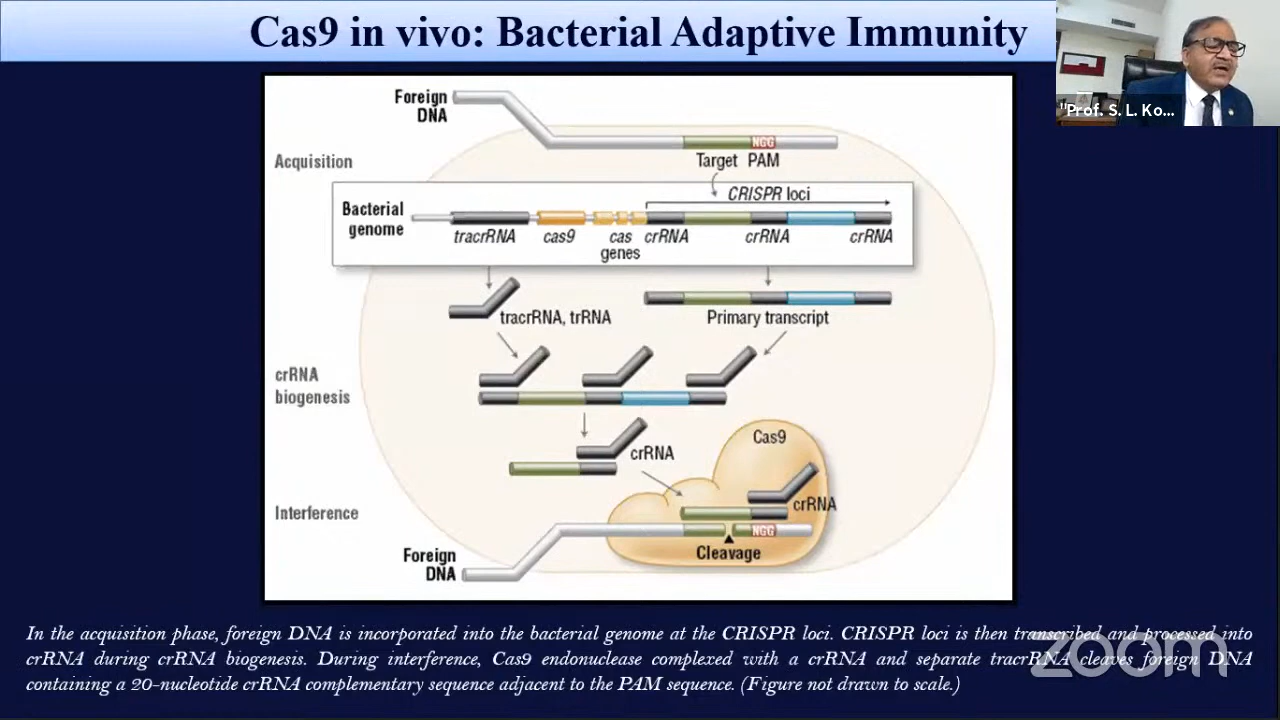 Cas9 in vivo: Bacterial Adaptive Immunity
"Prof. S. L. Ko...
Foreign
DNA
NGG
Acquisition
Target PAM
CRISPR loci
Bacterial
genome
tracrRNA cas9 cas
genes
crRNA crRNA crRNA
tracrRNA, trRNA
Primary transcript
crRNA
biogenesis
crRNA
Cas9
crRNA
Interference
NGG
Cleavage
Foreign
DNA
In the acquisition phase, foreign DNA is incorporated into the bacterial genome at the CRISPR loci. CRISPR loci is then transcribed and processed into
crRNA during crRNA biogenesis. During interference, Cas9 endonuclease complexed with a crRNA and separate tracrRNA cleaves foreign DNA
containing a 20-nucleotide crRNA complementary sequence adjacent to the PAM sequence. (Figure not drawn to scale.)
zoom